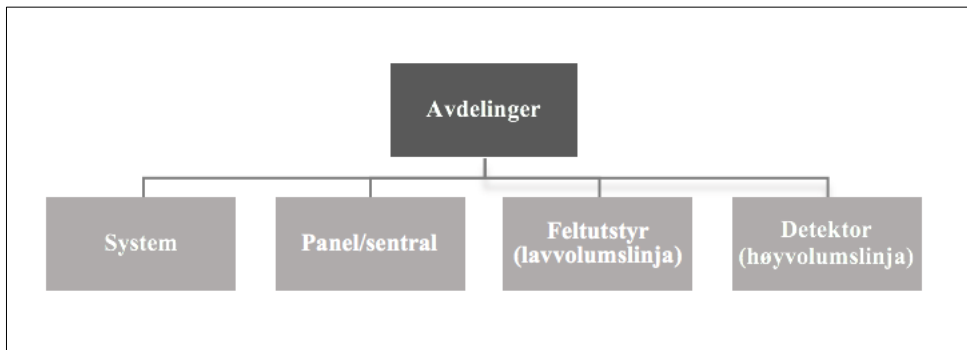 Avdelinger
System
Panel/sentral
Feltutstyr
(lavvolumslinja)
Detektor
(høyvolumslinja)